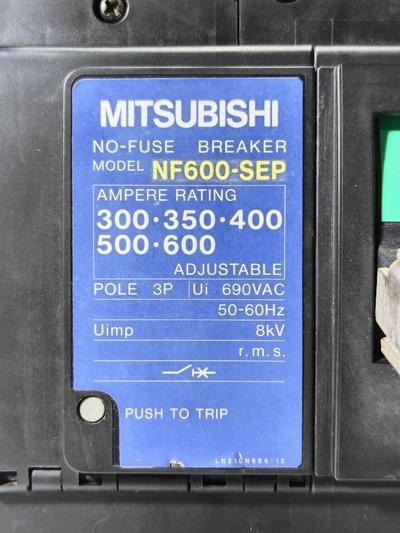 MITSUBISHI
NO-FUSE BREAKER
MODEL NF600-SEP
AMPERE RATING
300·350·400
500·600
ADJUSTABLE
POLE 3P Ui 690VAC
50-60Hz
Uimp 8kV
r.m.s.
PUSH TO TRIP